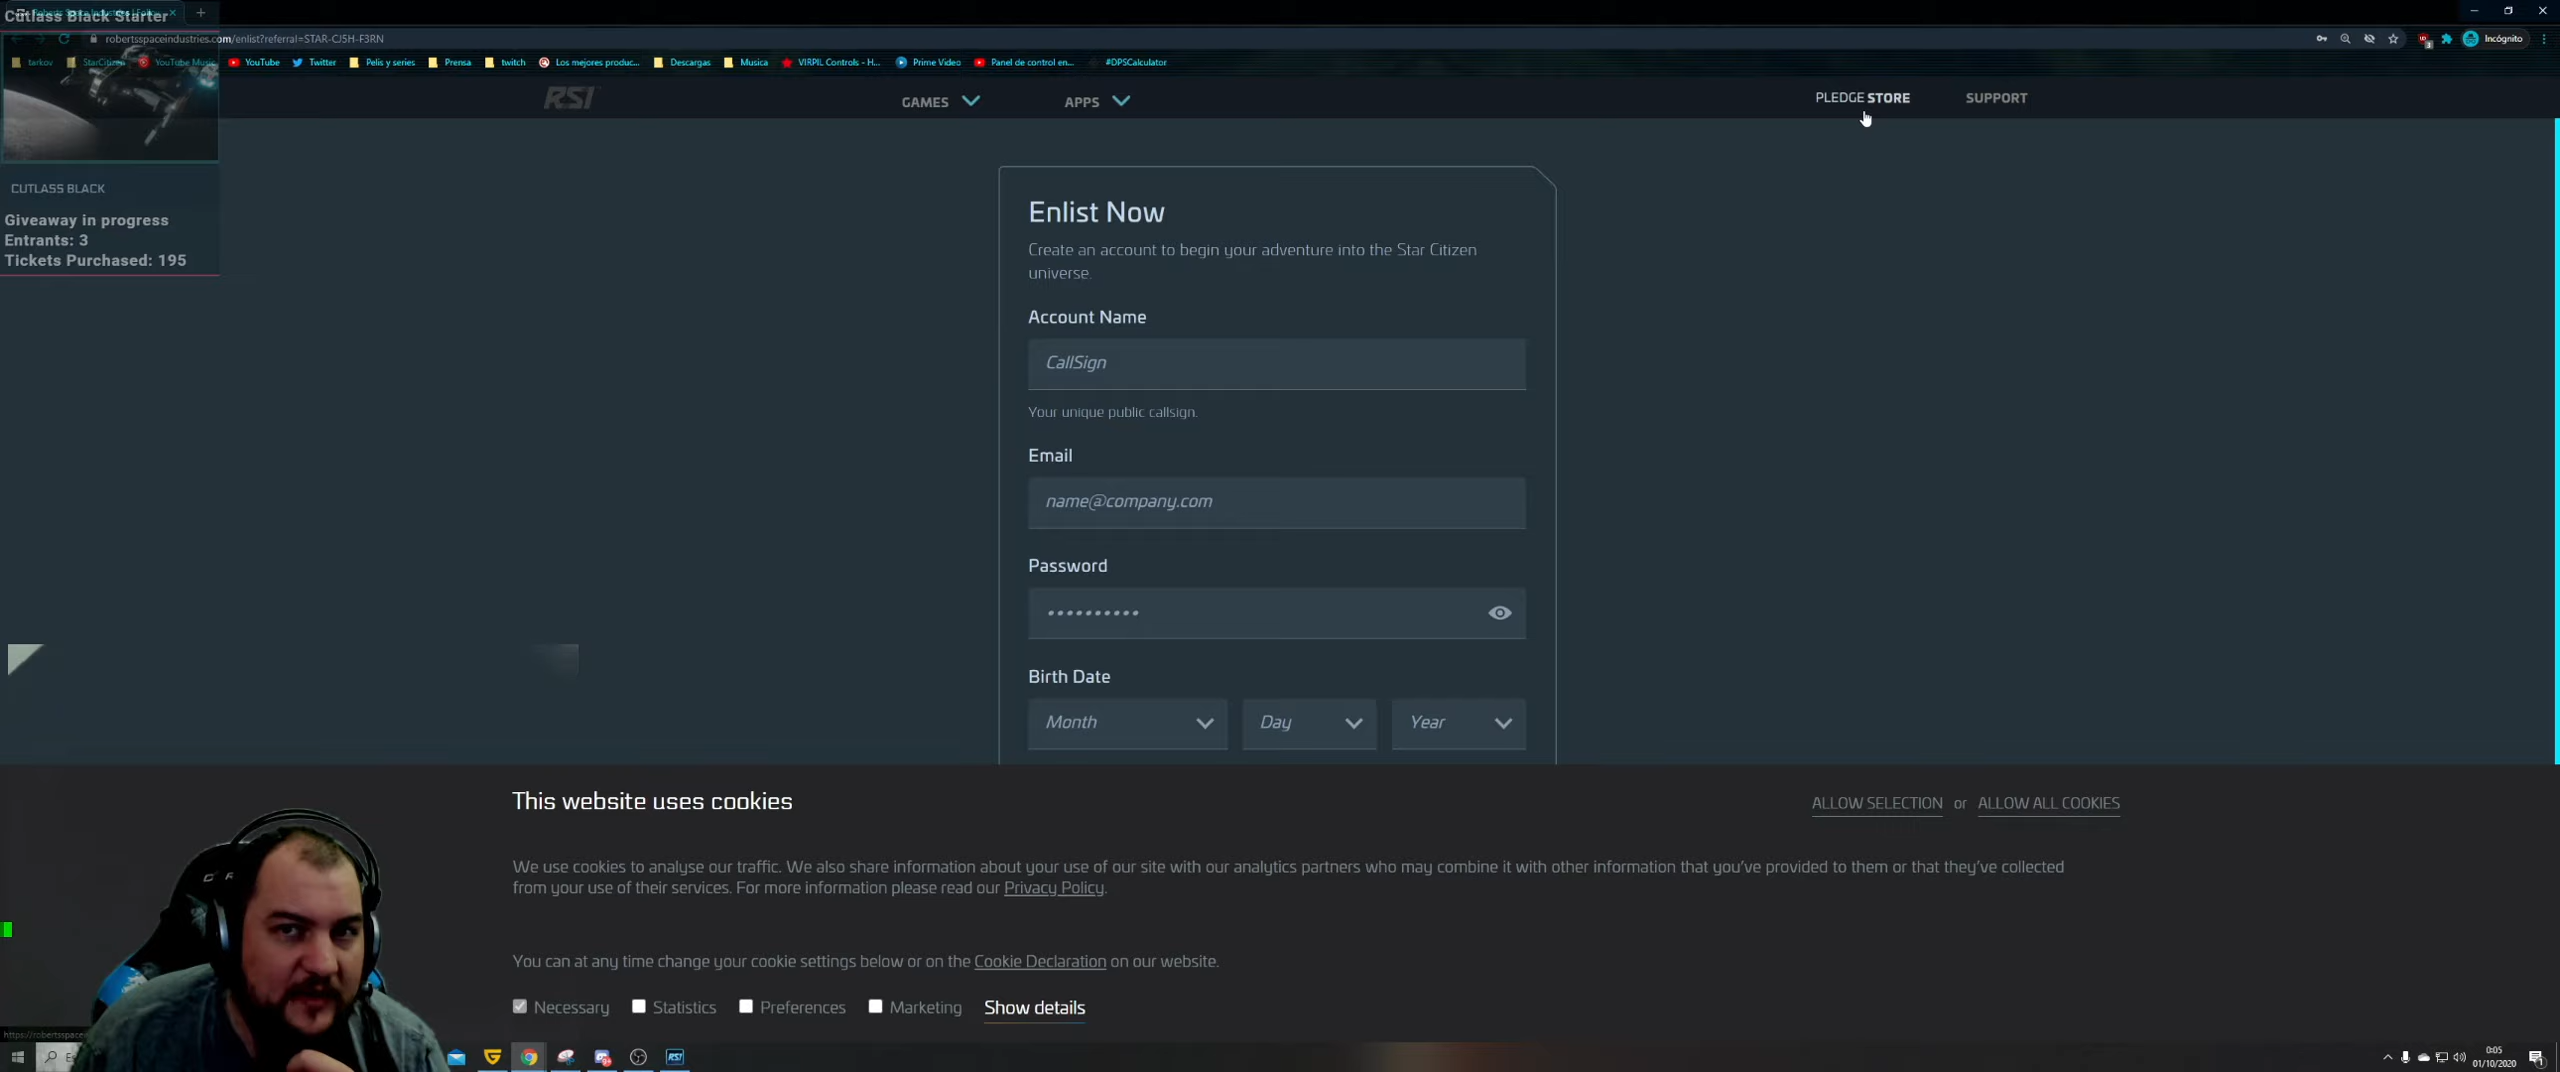 Cutlass Black Starter
robertsspaceindustries.com/enlist?referral=STAR-CJ5H-F3RN
Incógnito
tarkov StarCitizen YouTube Music YouTube Twitter Pelis y series Prensa twitch Los mejores produc... Descargas Musica VIRPIL Controls - H... Prime Video Panel de control en... #DPSCalculator
RSI GAMES APPS PLEDGE STORE SUPPORT
CUTLASS BLACK
Giveaway in progress
Entrants: 3
Tickets Purchased: 195
Enlist Now
Create an account to begin your adventure into the Star Citizen
universe.
Account Name
CallSign
Your unique public callsign.
Email
name@company.com
Password
Birth Date
Month Day Year
This website uses cookies
ALLOW SELECTION or ALLOW ALL COOKIES
We use cookies to analyse our traffic. We also share information about your use of our site with our analytics partners who may combine it with other information that you've provided to them or that they've collected
from your use of their services. For more information please read our Privacy Policy.
You can at any time change your cookie settings below or on the Cookie Declaration on our website.
Necessary Statistics Preferences Marketing Show details
https://robertsspace
RSI
0:05
01/10/2020